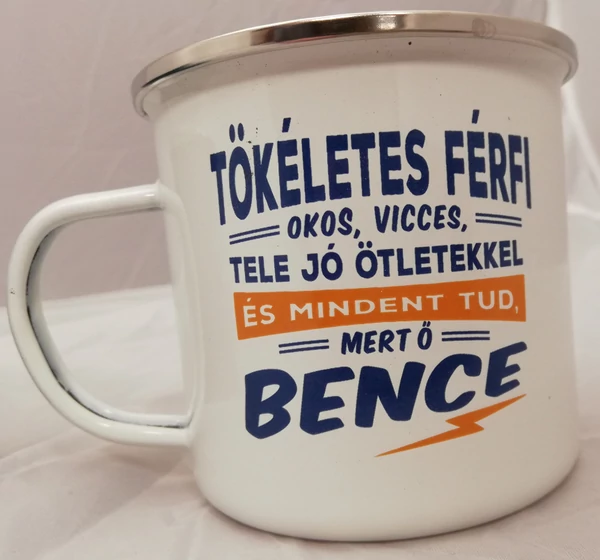 TÖKÉLETES FÉRFI
OKOS, VICCES,
TELE JÓ ÖTLETEKKEL
ÉS MINDENT TUD,
MERT Ő
BENCE